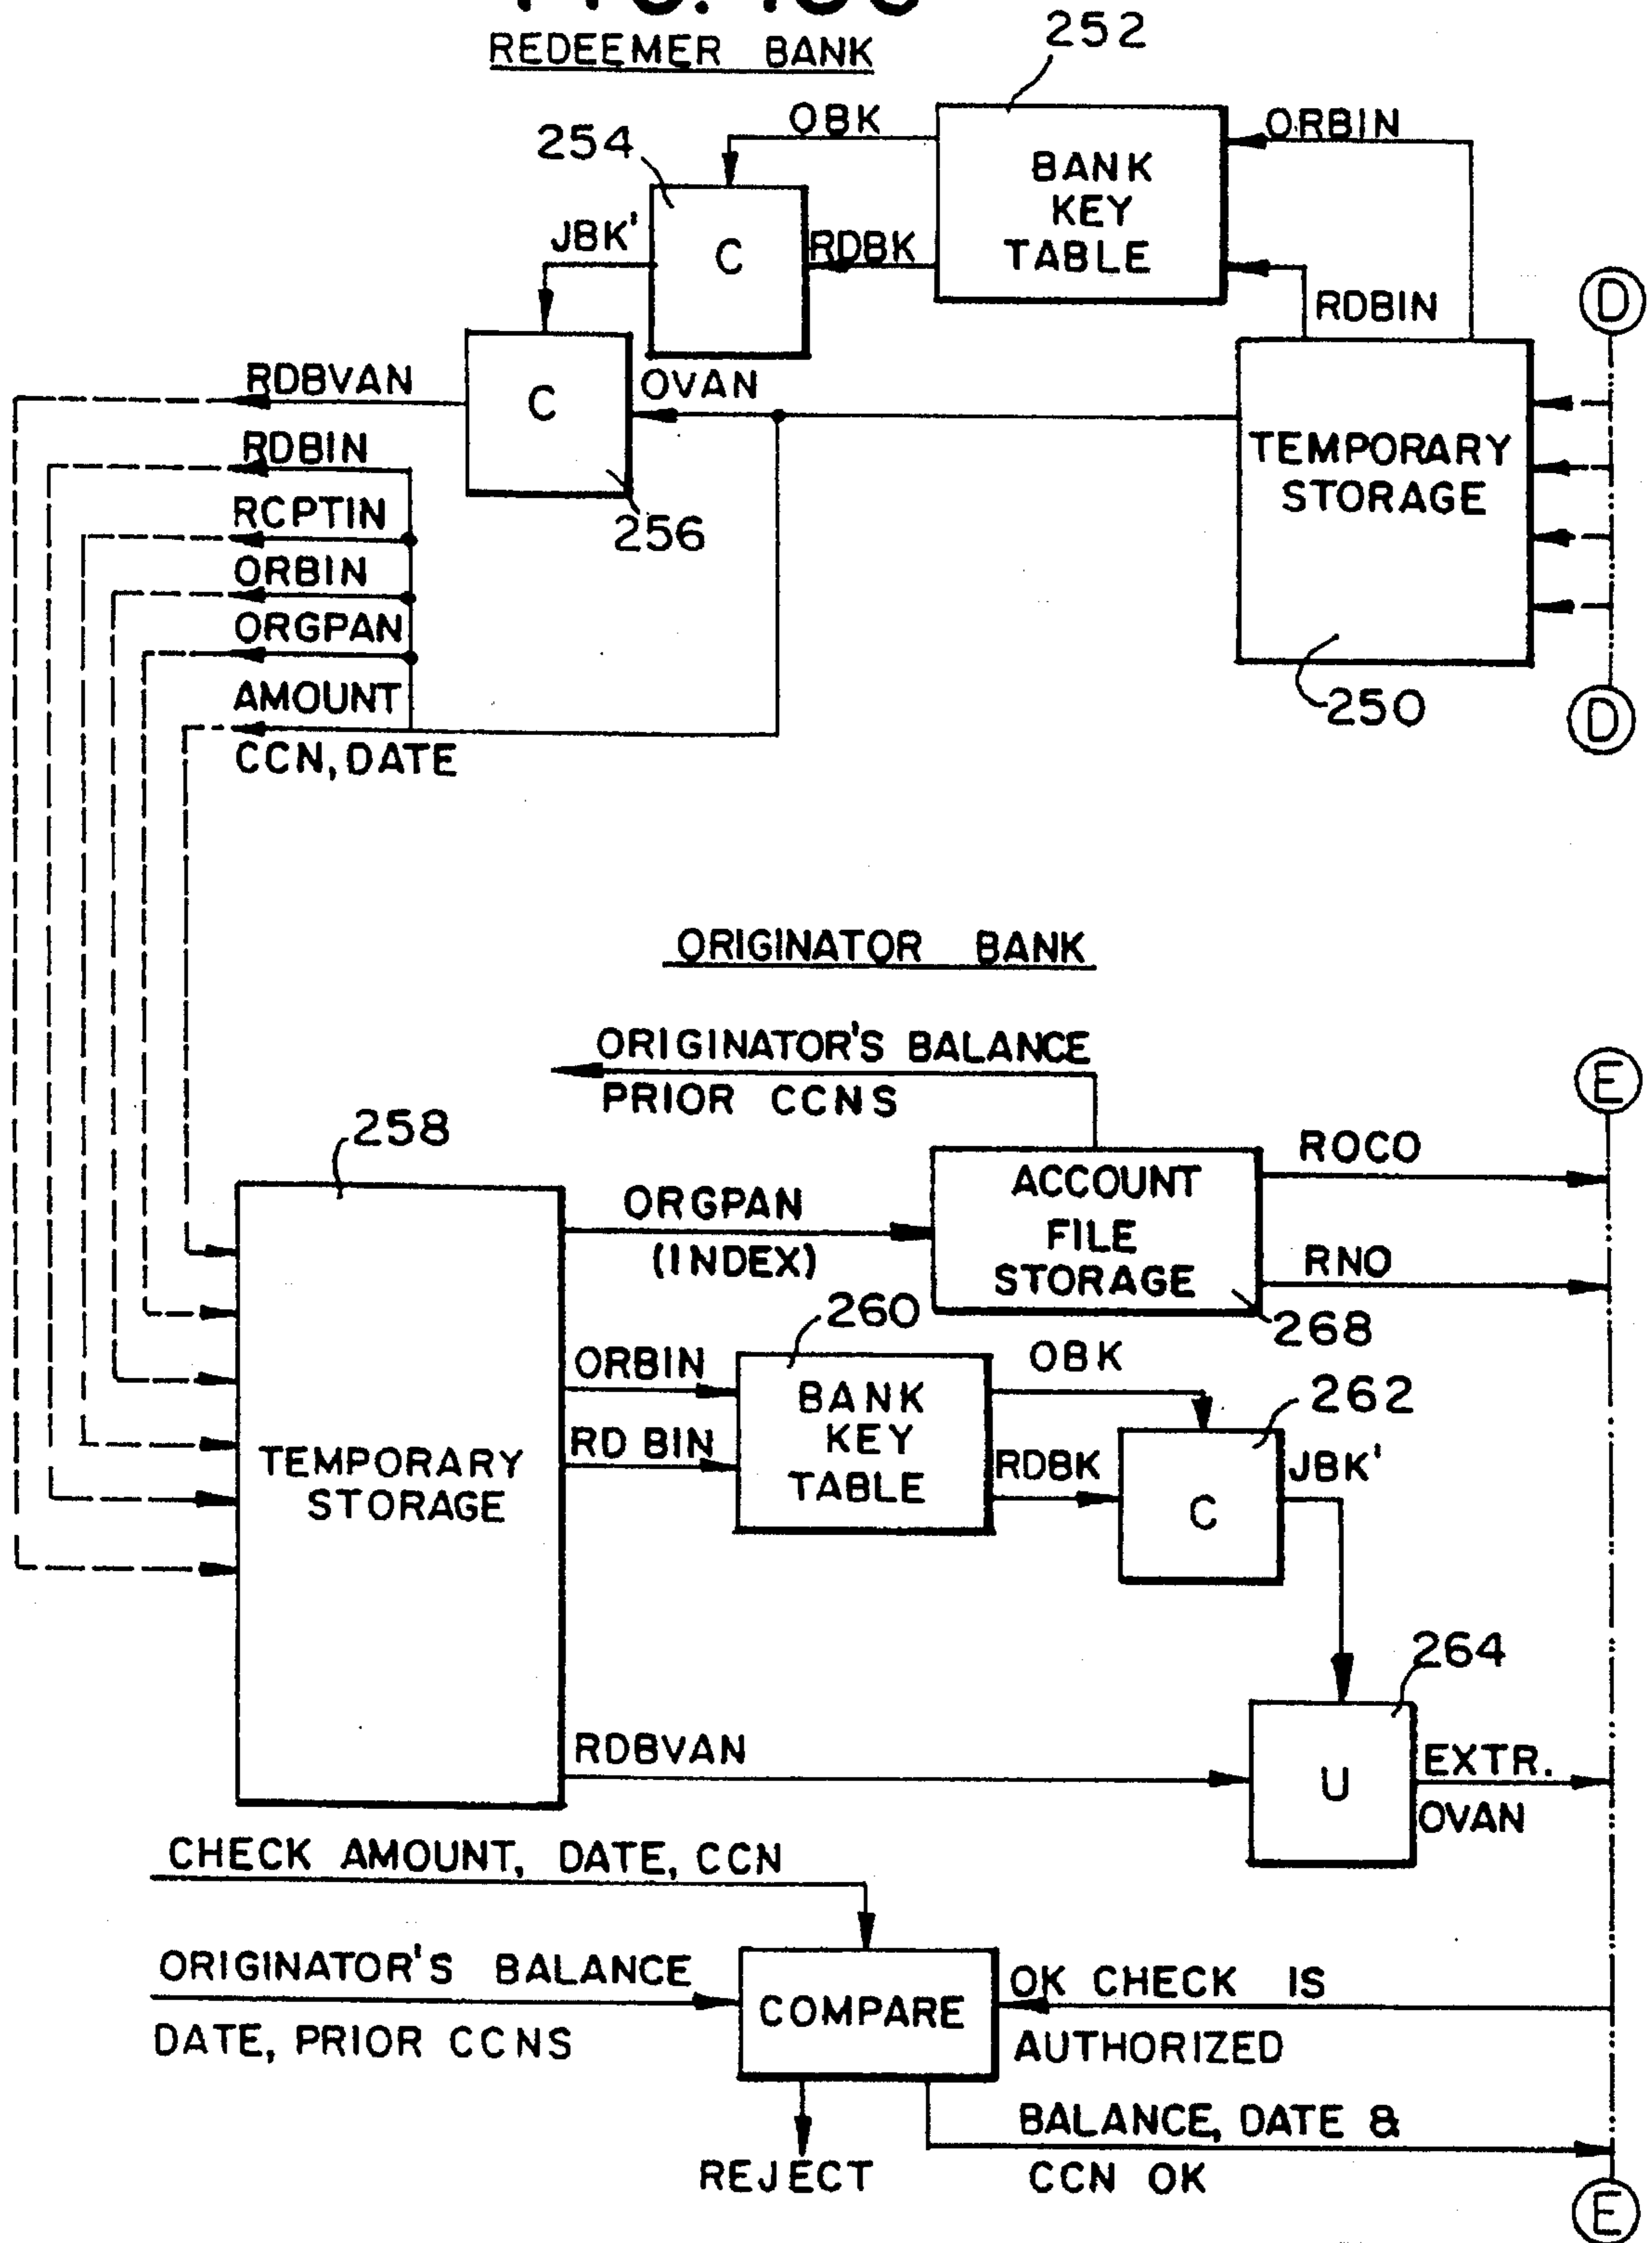 REDEEMER BANK
252
254
OBK
ORBIN
BANK
KEY
TABLE
JBK'
C
RDBK
RDBIN
D
RDBVAN
C
OVAN
RDBIN
TEMPORARY
STORAGE
RCPTIN
256
ORBIN
ORGPAN
AMOUNT
250
D
CCN, DATE
ORIGINATOR BANK
ORIGINATOR'S BALANCE
PRIOR CCNS
E
258
ROCO
ORGPAN
(INDEX)
ACCOUNT
FILE
STORAGE
RNO
260
268
ORBIN
OBK
262
BANK
KEY
TABLE
RD BIN
RDBK
JBK'
TEMPORARY
STORAGE
C
264
RDBVAN
U
EXTR.
OVAN
CHECK AMOUNT, DATE, CCN
ORIGINATOR'S BALANCE
DATE, PRIOR CCNS
COMPARE
OK CHECK IS
AUTHORIZED
BALANCE, DATE &
CCN OK
REJECT
E